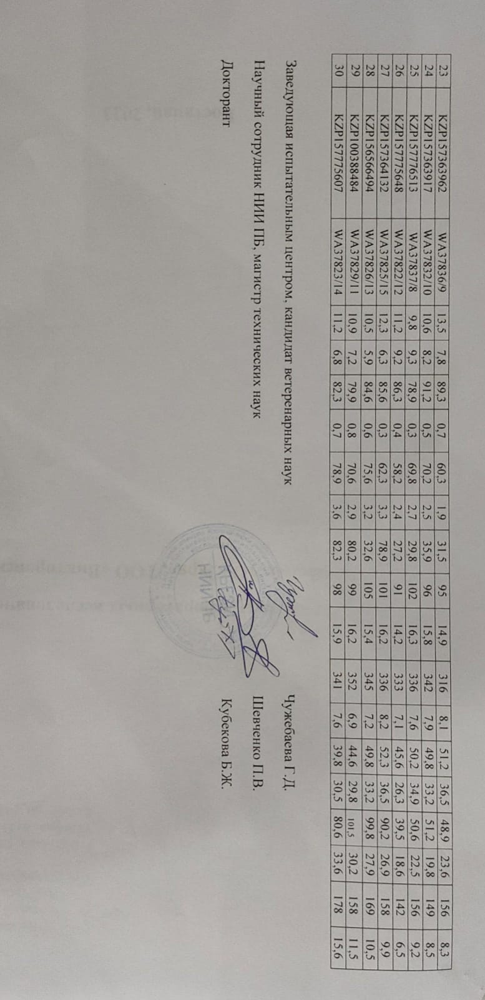 23 KZP157363962 WA37836/9 13,5 7,8 89,3 0,7 60,3 1,9 31,5 95 14,9 316 8,1 51,2 36,5 48,9 23,6 156 8,3
24 KZP157363917 WA37832/10 10,6 8,2 91,2 0,5 70,2 2,5 35,9 96 15,8 342 7,9 49,8 33,2 51,2 19,8 149 8,5
25 KZP157776513 WA37837/8 9,8 9,3 78,9 0,3 69,8 2,7 29,8 102 16,3 336 7,6 50,2 34,9 50,6 22,5 156 9,2
26 KZP157775648 WA37822/12 11,2 9,2 86,3 0,4 58,2 2,4 27,2 91 14,2 333 7,1 45,6 26,3 39,5 18,6 142 6,5
27 KZP157364132 WA37825/15 12,3 6,3 85,6 0,3 62,3 3,3 78,9 101 16,2 336 8,2 52,3 36,5 90,2 26,9 158 9,9
28 KZP156566494 WA37826/13 10,5 5,9 84,6 0,6 75,6 3,2 32,6 105 15,4 345 7,2 49,8 33,2 99,8 27,9 169 10,5
29 KZP100388484 WA37829/11 10,9 7,2 79,9 0,8 70,6 2,9 80,2 99 16,2 352 6,9 44,6 29,8 101,5 30,2 158 11,5
30 KZP157775607 WA37823/14 11,2 6,8 82,3 0,7 78,9 3,6 82,3 98 15,9 341 7,6 39,8 30,5 80,6 33,6 178 15,6
Заведующая испытательным центром, кандидат ветеренарных наук Чужебаева Г.Д.
Научный сотрудник НИИ ПБ, магистр технических наук Шевченко П.В.
Докторант Кубекова Б.Ж.